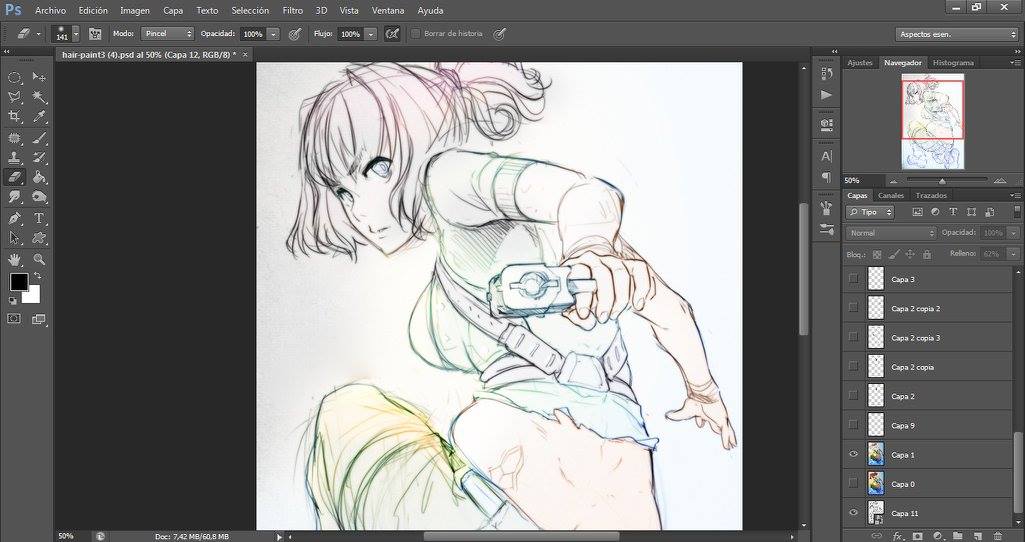 Ps Archivo Edición Imagen Capa Texto Selección Filtro 3D Vista Ventana Ayuda
141 Modo: Pincel Opacidad: 100% Flujo: 100% Borrar de historia Aspectos esen.
hair-paint3 (4).psd al 50% (Capa 12, RGB/8) *
Ajustes Navegador Histograma
50%
Capas Canales Trazados
Tipo
Normal Opacidad: 100%
Bloq.: Relleno: 62%
Capa 3
Capa 2 copia 2
Capa 2 copia 3
Capa 2 copia
Capa 2
Capa 9
Capa 1
Capa 0
Capa 11
50% Doc: 7,42 MB/60,8 MB